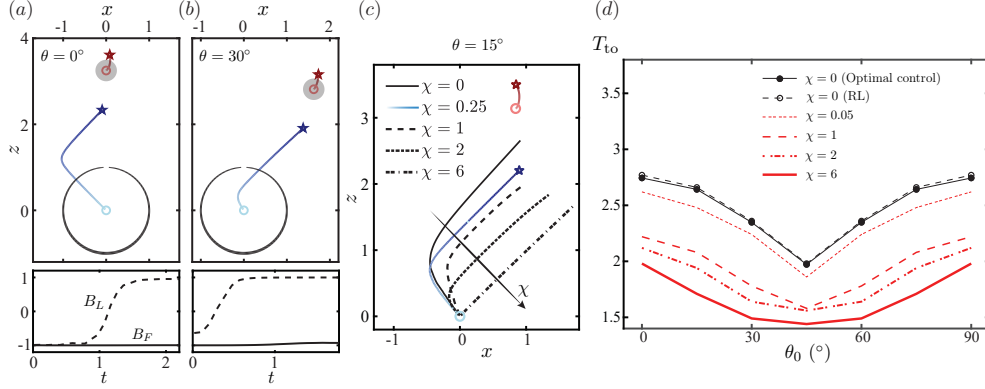 (a)
x
-1 0 1
θ = 0°
4
2
0
z
1
0
-1
B_L
B_F
0 1 2
t
(b)
x
-1 0 1
θ = 30°
0 1 2
t
(c)
θ = 15°
χ = 0
χ = 0.25
χ = 1
χ = 2
χ = 6
3
2
1
0
z
χ
-1 0 1
x
(d)
T_to
3.5
3
2.5
2
1.5
χ = 0 (Optimal control)
χ = 0 (RL)
χ = 0.05
χ = 1
χ = 2
χ = 6
0 30 60 90
θ_0 (°)